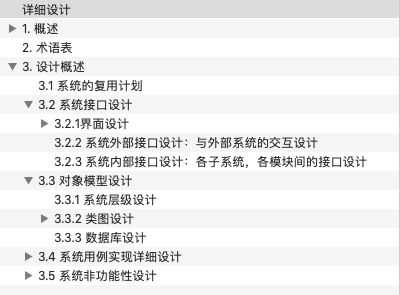 详细设计
1. 概述
2. 术语表
3. 设计概述
3.1 系统的复用计划
3.2 系统接口设计
3.2.1界面设计
3.2.2 系统外部接口设计：与外部系统的交互设计
3.2.3 系统内部接口设计：各子系统，各模块间的接口设计
3.3 对象模型设计
3.3.1 系统层级设计
3.3.2 类图设计
3.3.3 数据库设计
3.4 系统用例实现详细设计
3.5 系统非功能性设计